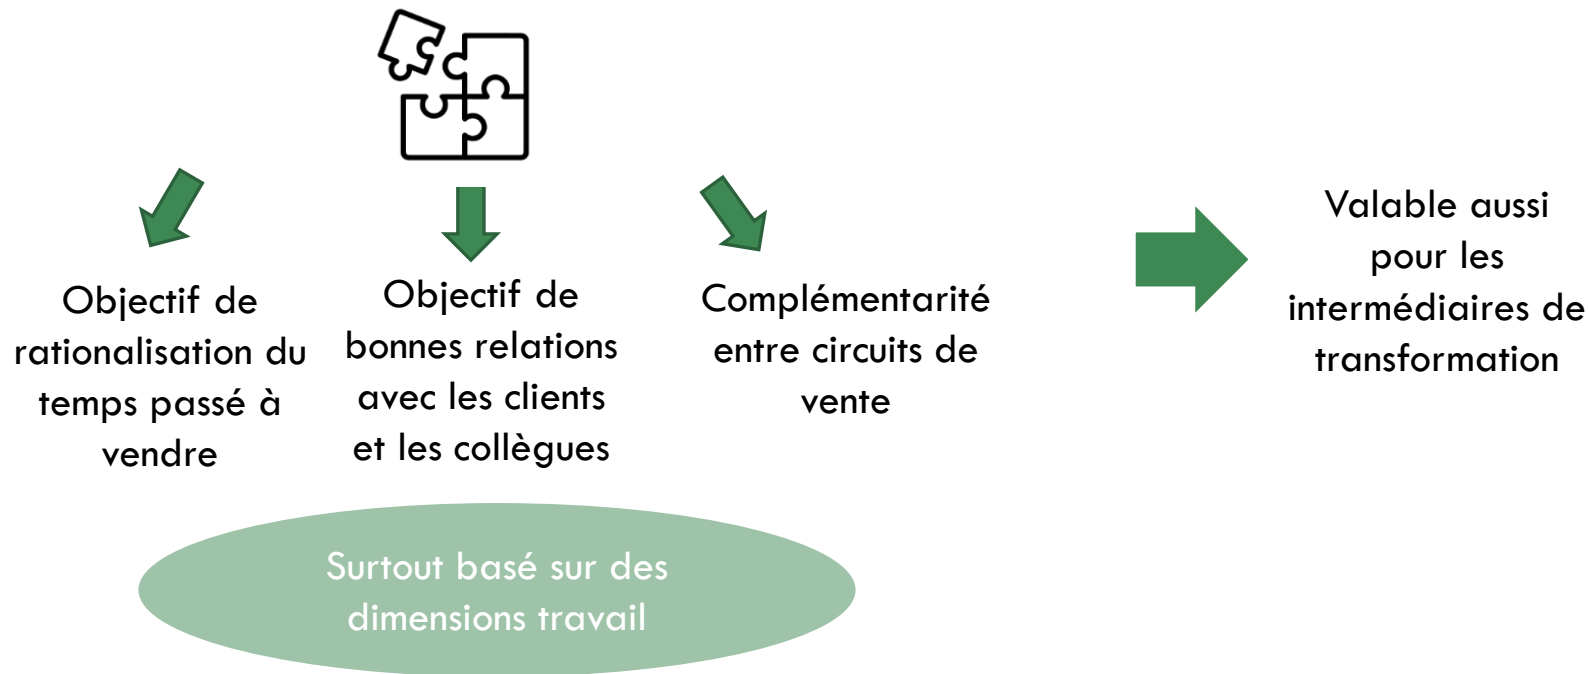 Objectif de
rationalisation du
temps passé à
vendre
Objectif de
bonnes relations
avec les clients
et les collègues
Complémentarité
entre circuits de
vente
Valable aussi
pour les
intermédiaires de
transformation
Surtout basé sur des
dimensions travail